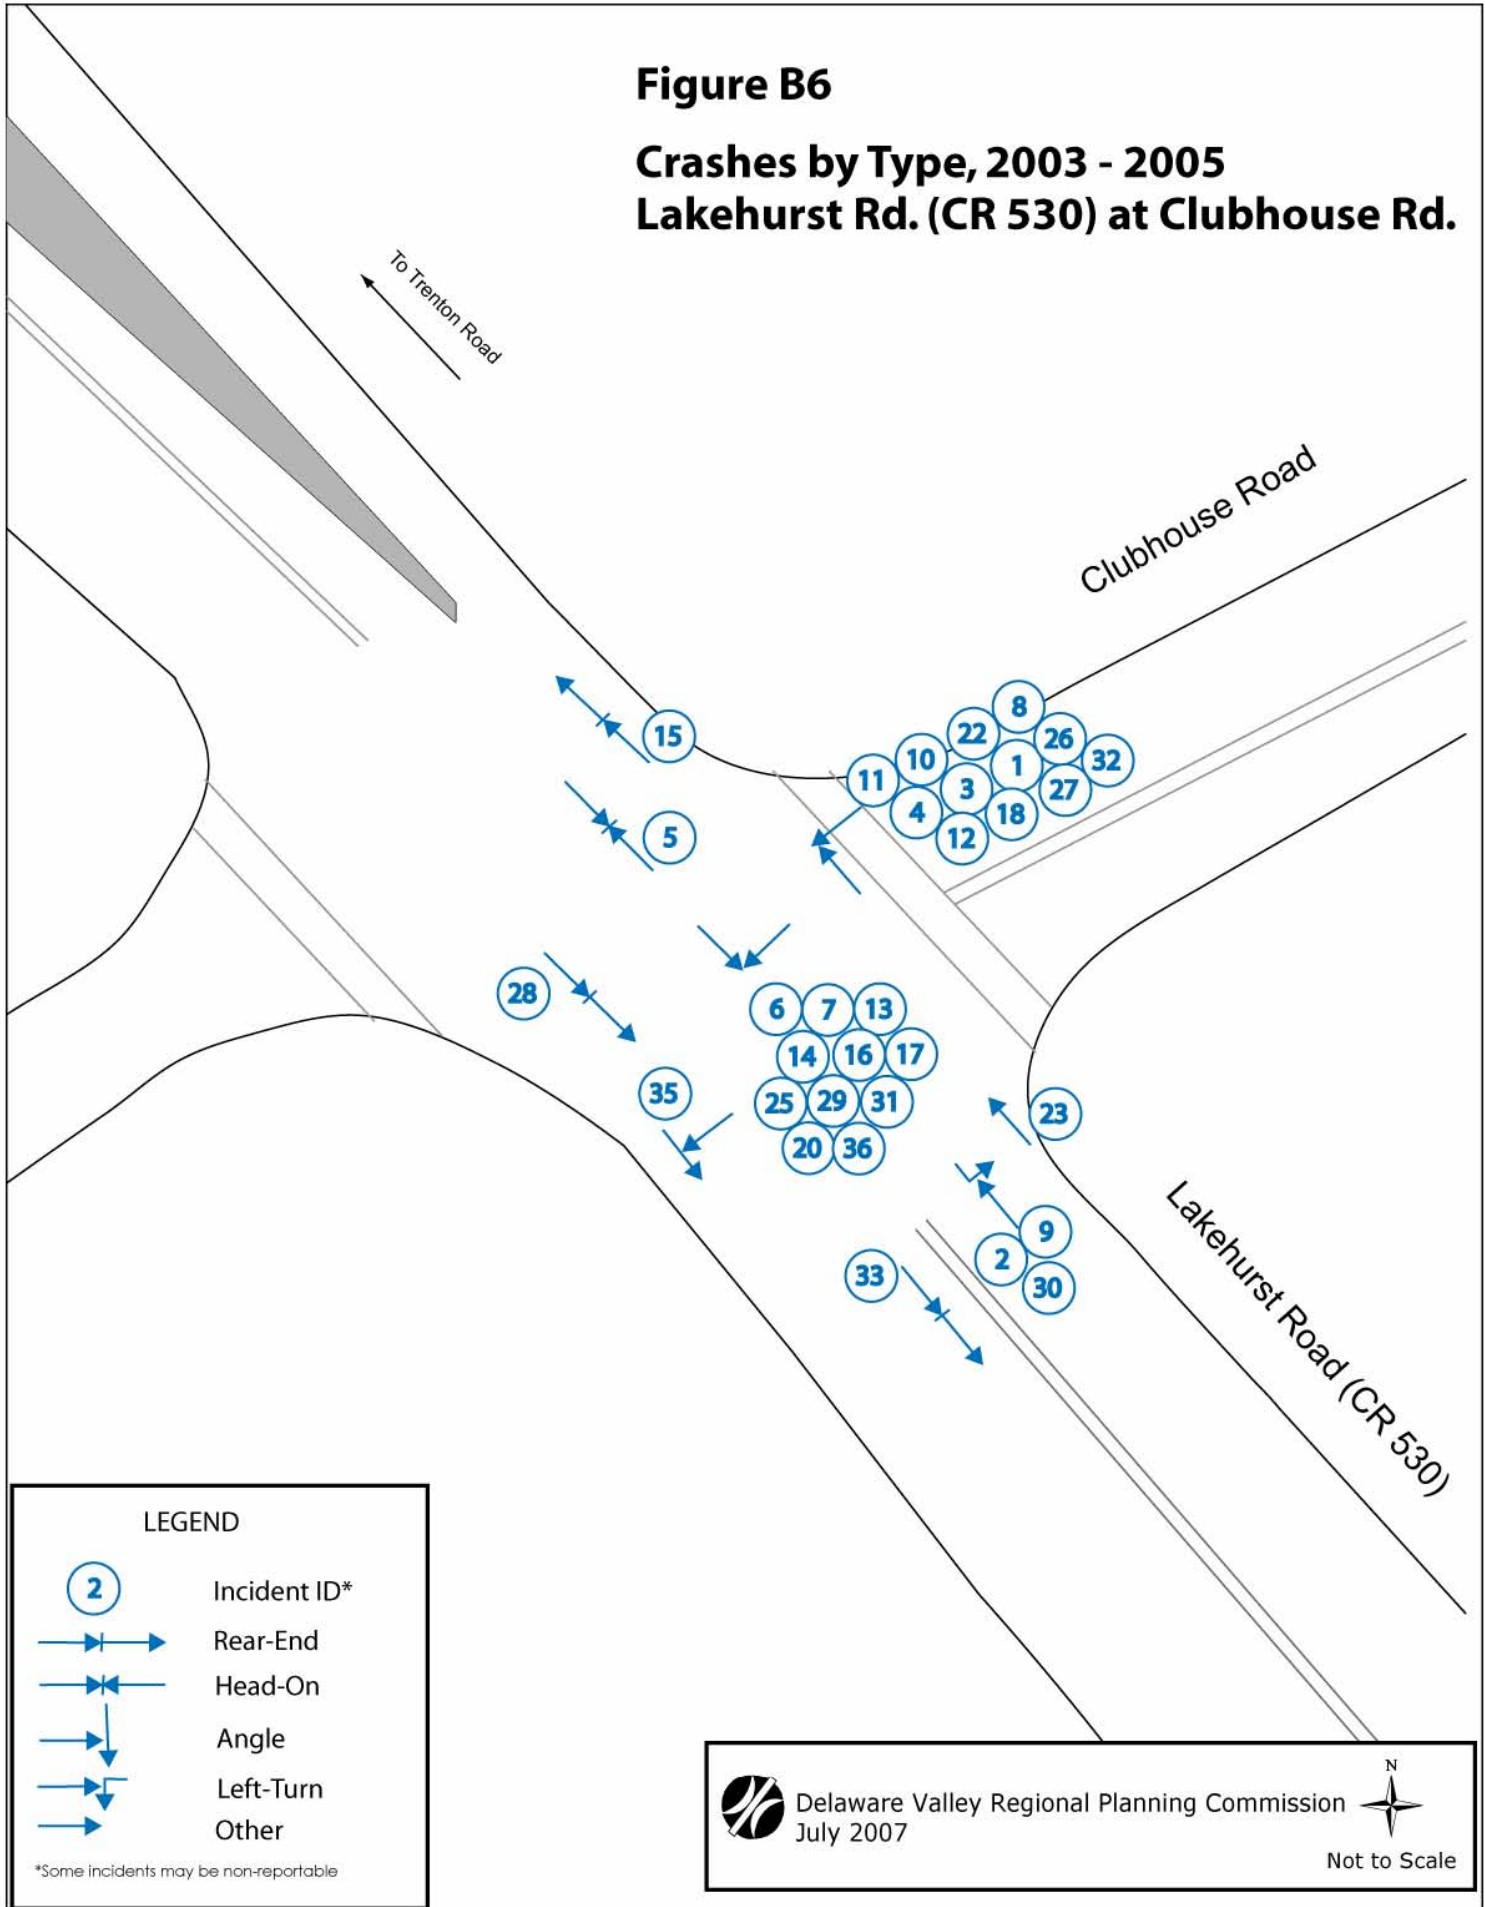 Figure B6
Crashes by Type, 2003 - 2005
Lakehurst Rd. (CR 530) at Clubhouse Rd.
To Trenton Road
Clubhouse Road
8
22
26
10
1
32
11
3
27
4
18
12
15
5
28
6
7
13
14
16
17
35
25
29
31
20
36
23
9
2
30
33
Lakehurst Road (CR 530)
LEGEND
2
Incident ID*
Rear-End
Head-On
Angle
Left-Turn
Other
*Some incidents may be non-reportable
Delaware Valley Regional Planning Commission
July 2007
N
Not to Scale